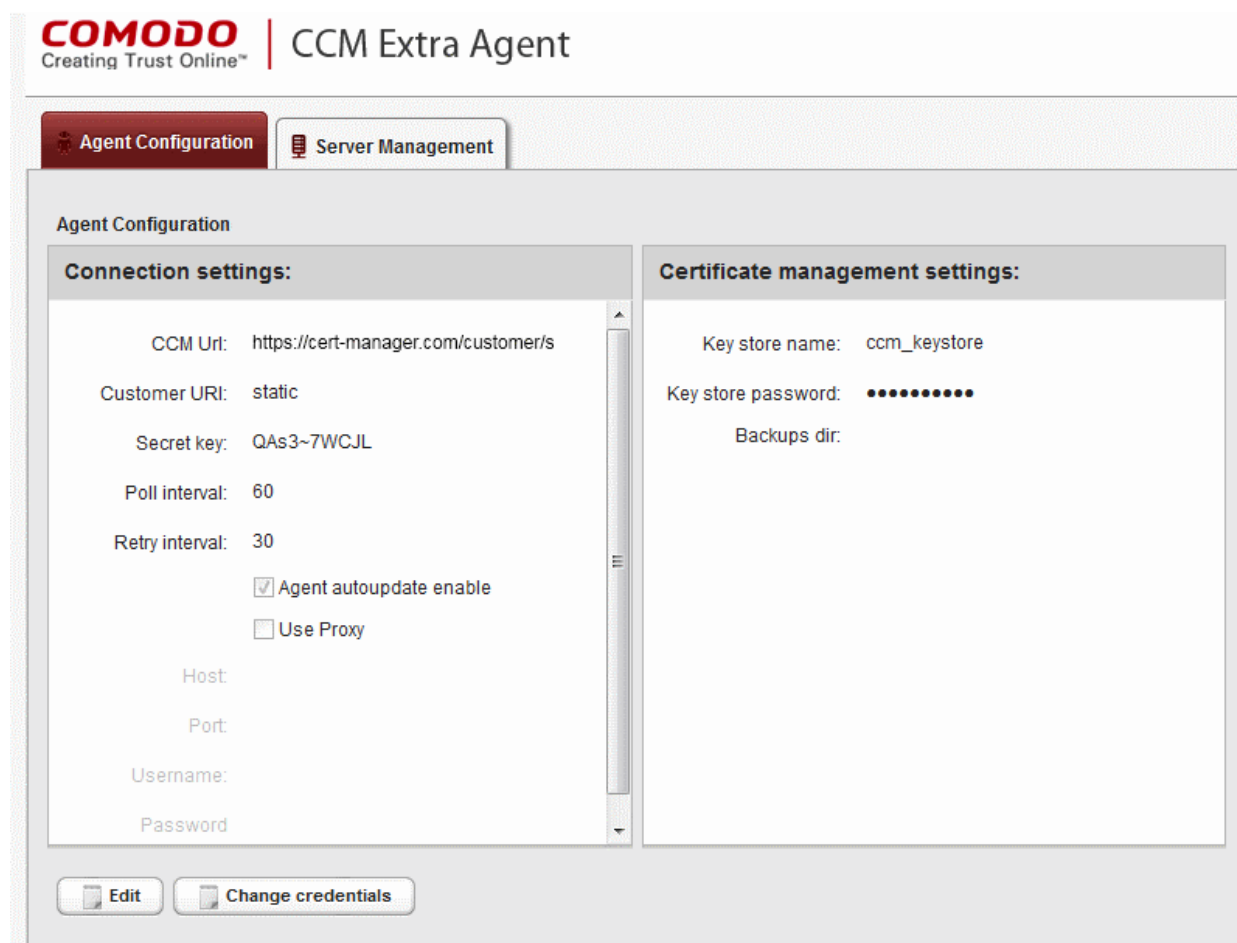 COMODO
Creating Trust Online™
CCM Extra Agent
Agent Configuration
Server Management
Agent Configuration
Connection settings:
CCM Url: https://cert-manager.com/customer/s
Customer URI: static
Secret key: QAs3~7WCJL
Poll interval: 60
Retry interval: 30
Agent autoupdate enable
Use Proxy
Host:
Port:
Username:
Password
Certificate management settings:
Key store name: ccm_keystore
Key store password: ••••••••••
Backups dir:
Edit
Change credentials